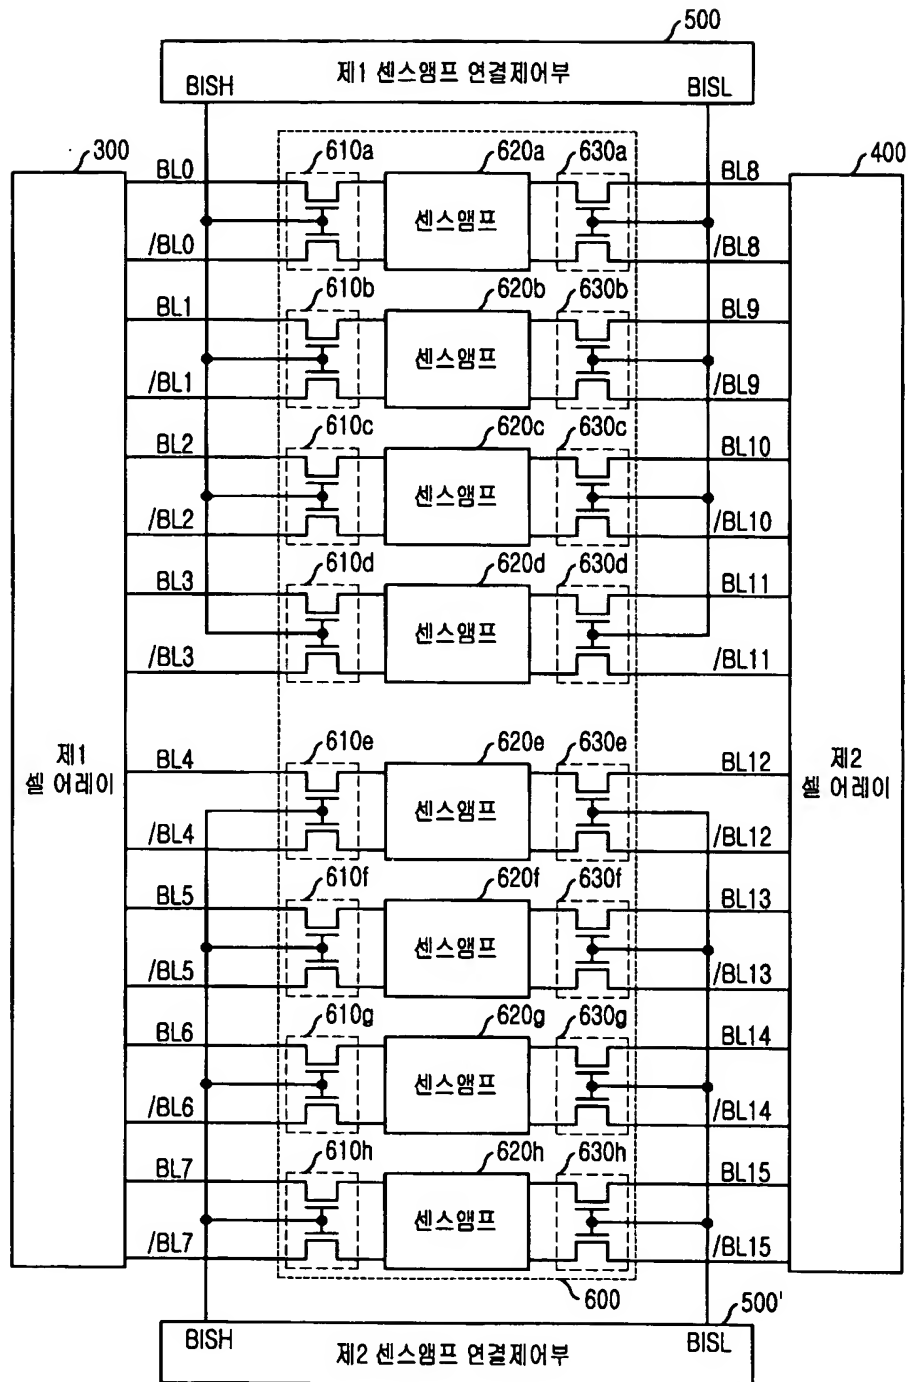 500
제1 센스앰프 연결제어부
BISH BISL
300 610a 620a 630a 400
BL0 센스앰프 BL8
/BL0 /BL8
610b 620b 630b
BL1 센스앰프 BL9
/BL1 /BL9
610c 620c 630c
BL2 센스앰프 BL10
/BL2 /BL10
610d 620d 630d
BL3 센스앰프 BL11
/BL3 /BL11
제1 셀 어레이
제2 셀 어레이
610e 620e 630e
BL4 센스앰프 BL12
/BL4 /BL12
610f 620f 630f
BL5 센스앰프 BL13
/BL5 /BL13
610g 620g 630g
BL6 센스앰프 BL14
/BL6 /BL14
610h 620h 630h
BL7 센스앰프 BL15
/BL7 /BL15
600
500'
BISH BISL
제2 센스앰프 연결제어부